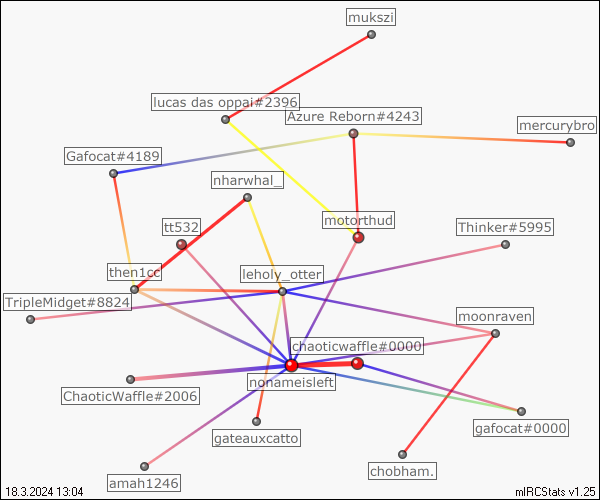 mukszi
lucas das oppai#2396
Azure Reborn#4243
mercurybro
Gafocat#4189
nharwhal_
tt532
motorthud
Thinker#5995
then1cc
leholy_otter
TripleMidget#8824
moonraven
chaoticwaffle#0000
nonameisleft
ChaoticWaffle#2006
gafocat#0000
gateauxcatto
chobham.
amah1246
18.3.2024 13:04
mIRCStats v1.25